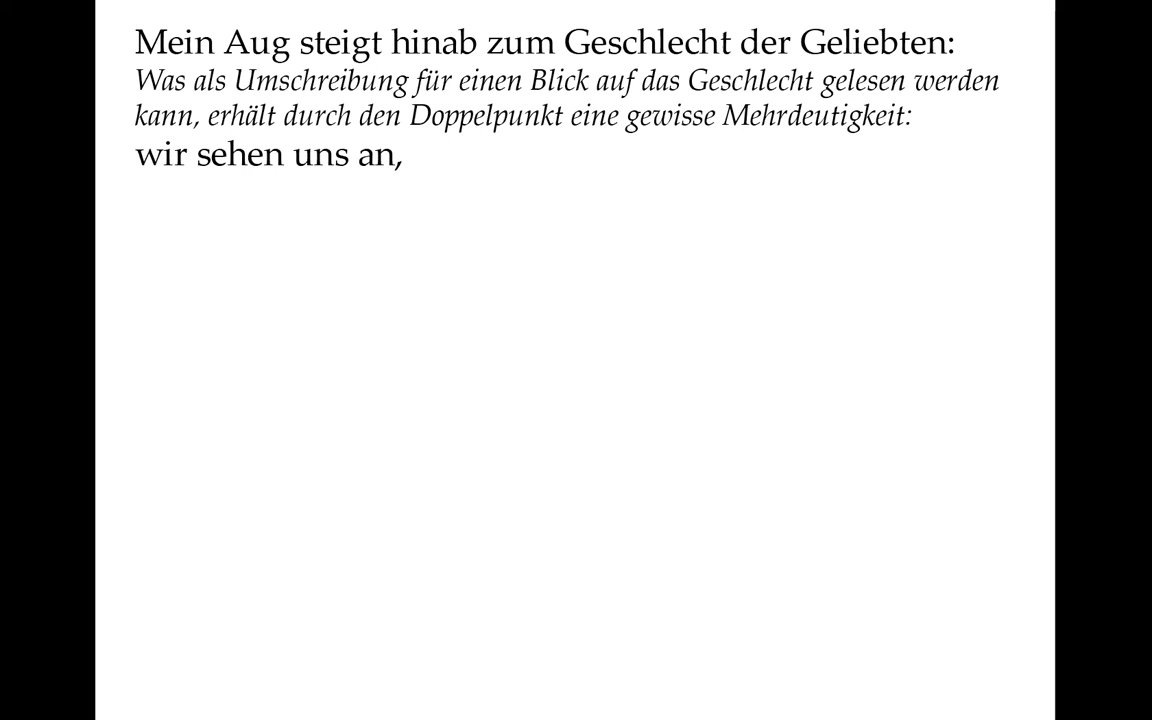 Mein Aug steigt hinab zum Geschlecht der Geliebten:
Was als Umschreibung für einen Blick auf das Geschlecht gelesen werden
kann, erhält durch den Doppelpunkt eine gewisse Mehrdeutigkeit:
wir sehen uns an,